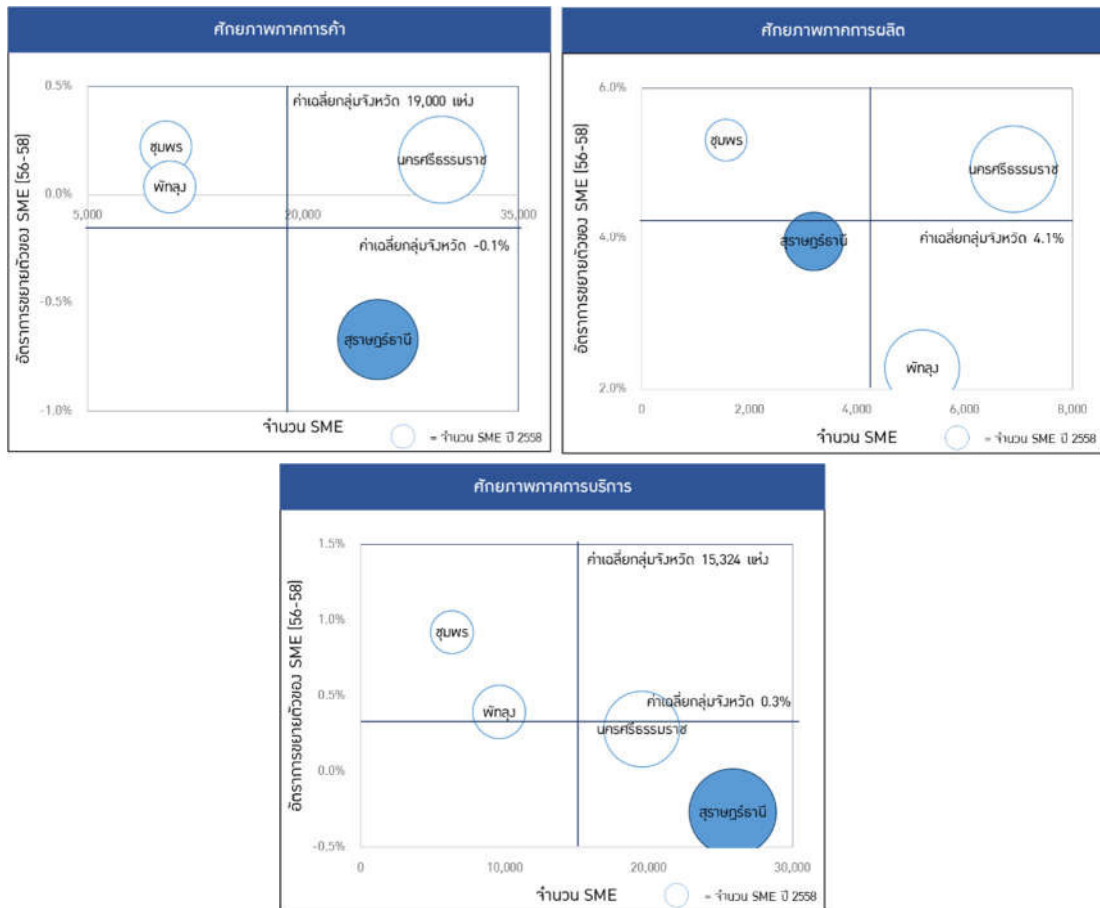 ศักยภาพภาคการค้า
อัตราการขยายตัวของ SME (56-58)
0.5%
0.0%
-0.5%
-1.0%
ค่าเฉลี่ยกลุ่มจังหวัด 19,000 แห่ง
ชุมพร
นครศรีธรรมราช
พัทลุง
5,000
20,000
35,000
ค่าเฉลี่ยกลุ่มจังหวัด -0.1%
สุราษฎร์ธานี
จำนวน SME
= จำนวน SME ปี 2558
ศักยภาพภาคการผลิต
อัตราการขยายตัวของ SME (56-58)
6.0%
4.0%
2.0%
ชุมพร
นครศรีธรรมราช
สุราษฎร์ธานี
ค่าเฉลี่ยกลุ่มจังหวัด 4.1%
พัทลุง
0
2,000
4,000
6,000
8,000
จำนวน SME
= จำนวน SME ปี 2558
ศักยภาพภาคการบริการ
อัตราการขยายตัวของ SME (56-58)
1.5%
1.0%
0.5%
0.0%
-0.5%
ค่าเฉลี่ยกลุ่มจังหวัด 15,324 แห่ง
ชุมพร
พัทลุง
ค่าเฉลี่ยกลุ่มจังหวัด 0.3%
นครศรีธรรมราช
สุราษฎร์ธานี
0
10,000
20,000
30,000
จำนวน SME
= จำนวน SME ปี 2558